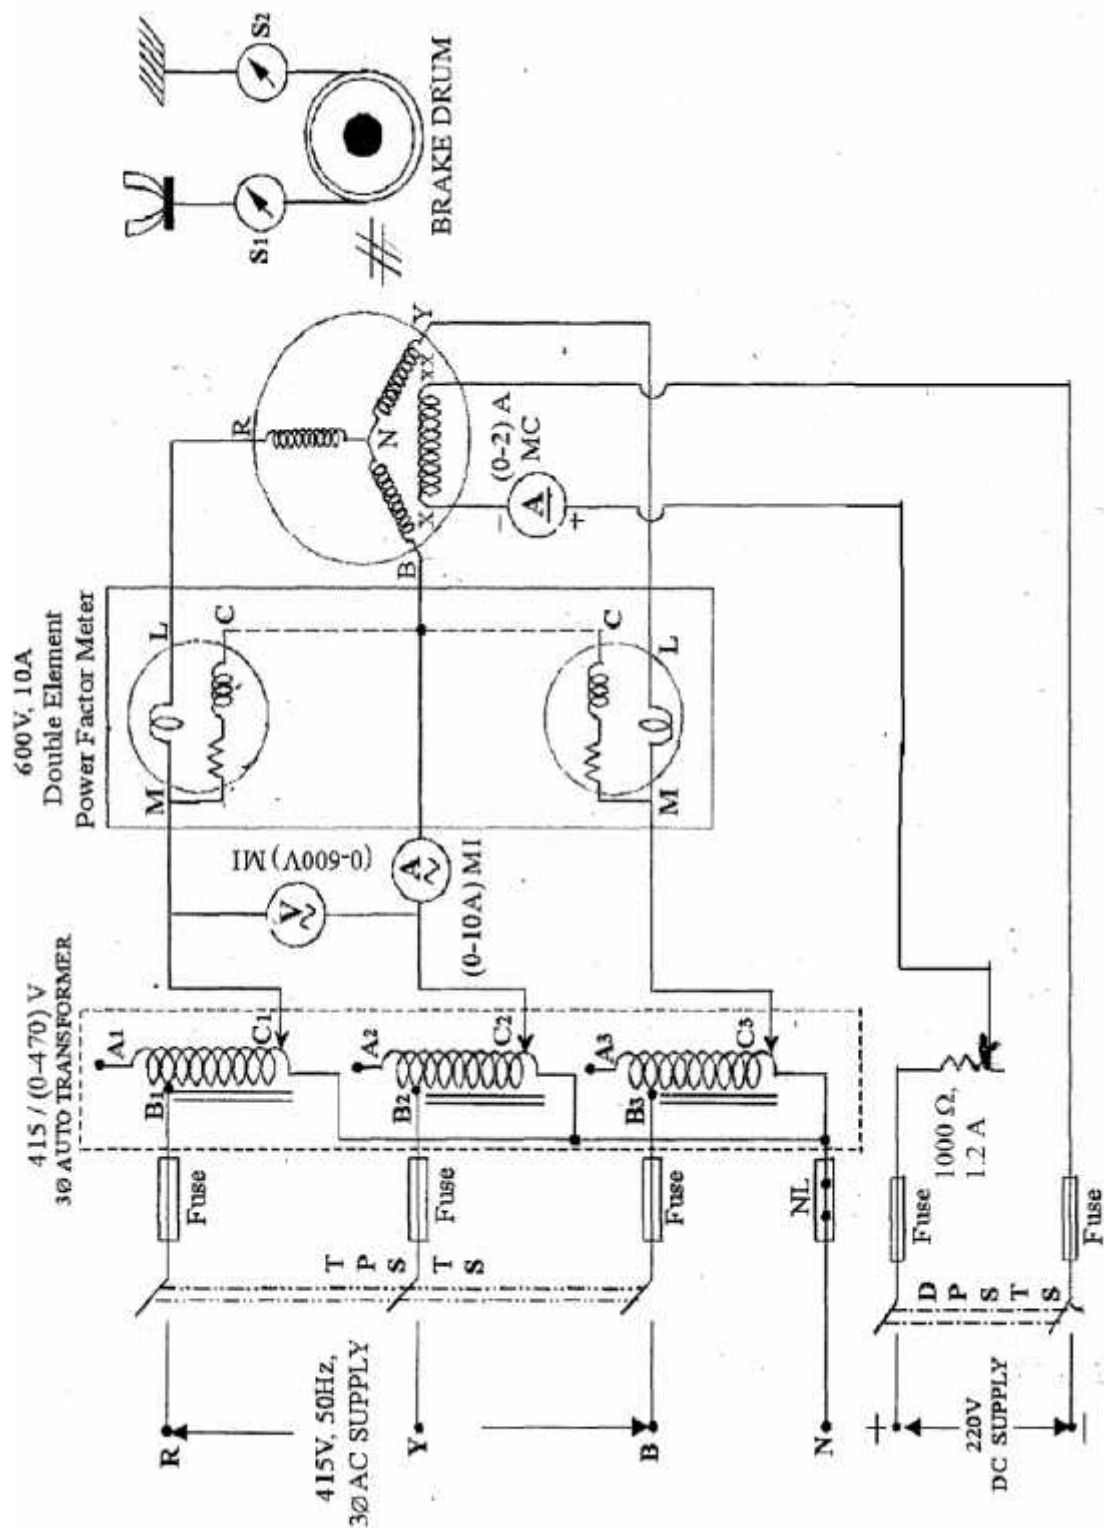 600V, 10A
Double Element
Power Factor Meter
415 / (0-470) V
3Ø AUTO TRANSFORMER
415V, 50Hz,
3Ø AC SUPPLY
R
Y
B
N
Fuse
Fuse
Fuse
NL
T P S T S
A1
B1
C1
A2
B2
C2
A3
B3
C3
V
(0-600V) MI
A
(0-10A) MI
M
L
C
M
L
C
R
N
B
Y
X
XX
A
(0-2) A
MC
−
+
S1
S2
BRAKE DRUM
+
220V
DC SUPPLY
−
D P S T S
Fuse
Fuse
1000 Ω,
1.2 A